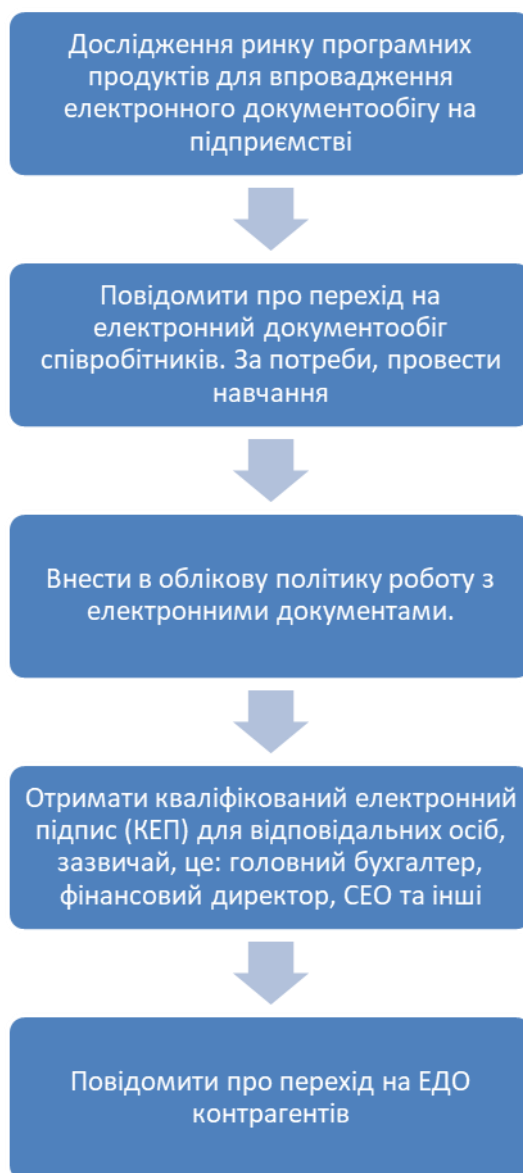 Дослідження ринку програмних
продуктів для впровадження
електронного документообігу на
підприємстві
Повідомити про перехід на
електронний документообіг
співробітників. За потреби, провести
навчання
Внести в облікову політику роботу з
електронними документами.
Отримати кваліфікований електронний
підпис (КЕП) для відповідальних осіб,
зазвичай, це: головний бухгалтер,
фінансовий директор, СЕО та інші
Повідомити про перехід на ЕДО
контрагентів